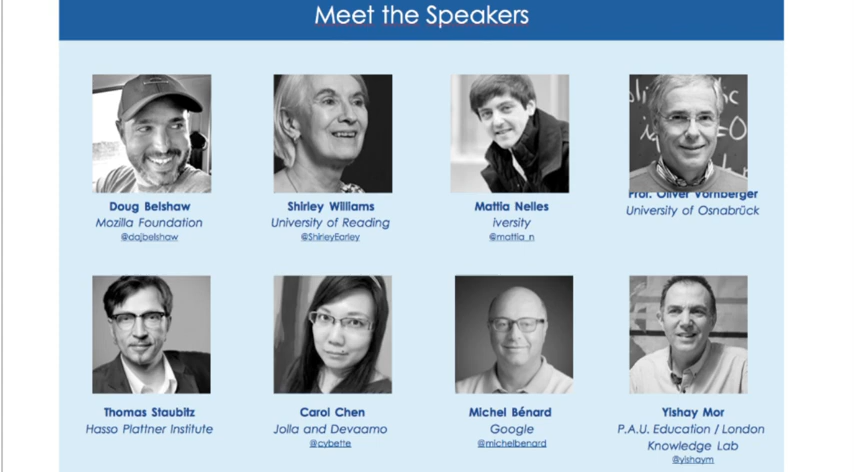 Meet the Speakers
Doug Belshaw
Mozilla Foundation
@dajbelshaw
Shirley Williams
University of Reading
@ShirleyEarley
Mattia Nelles
iversity
@mattia_n
Prof. Oliver Vornberger
University of Osnabrück
Thomas Staubitz
Hasso Plattner Institute
Carol Chen
Jolla and Devaamo
@cybette
Michel Bénard
Google
@michelbenard
Yishay Mor
P.A.U. Education / London
Knowledge Lab
@yishaym